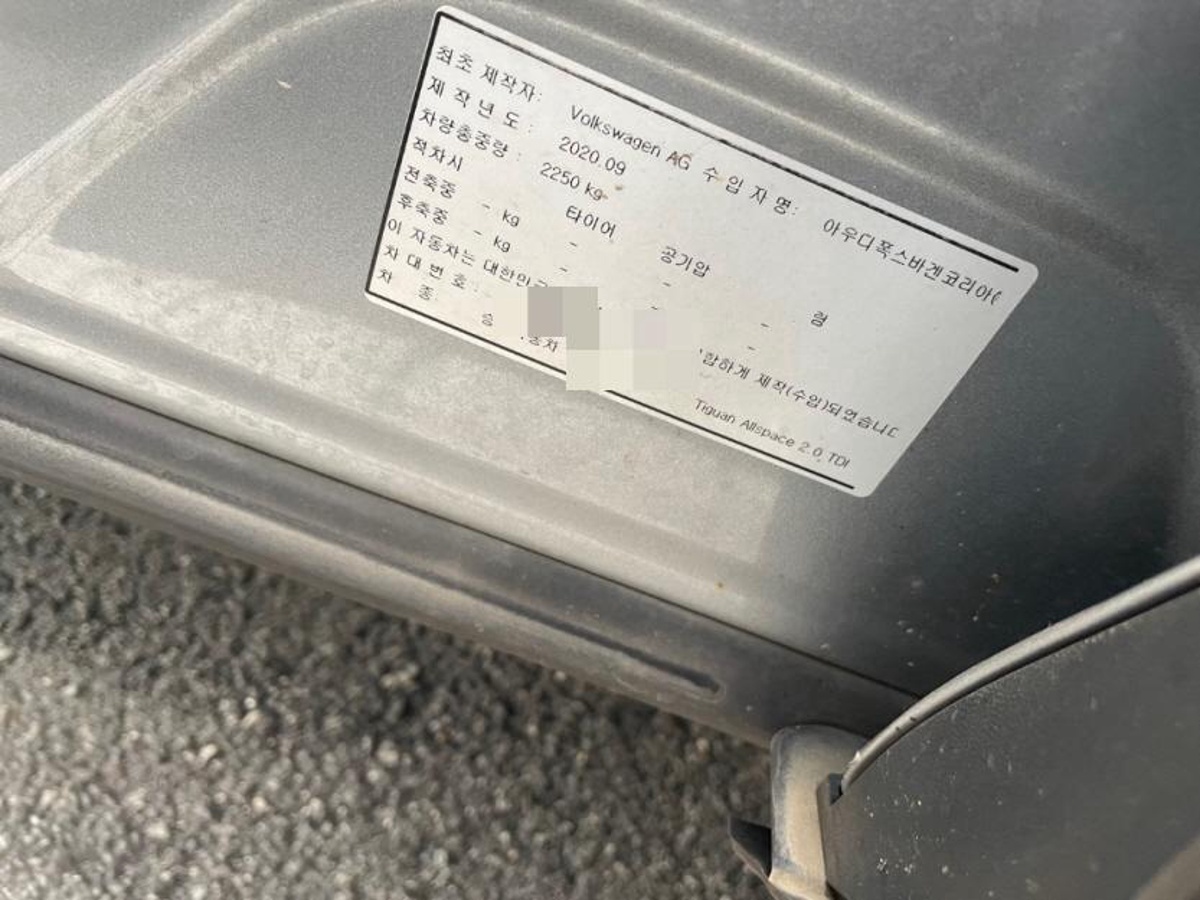 최초 제작자: Volkswagen AG 수 입 자 명: 아우디폭스바겐코리아(
제 작 년 도 : 2020.09
차량총중량 : 2250 kg
적차시 타이어 공기압 림
전축중 - kg - - -
후축중 - kg - - -
이 자동차는 대한민 합하게 제작(수입)되었습니다
차 대 번 호 :
차 종: 승 동차 Tiguan Allspace 2.0 TDI